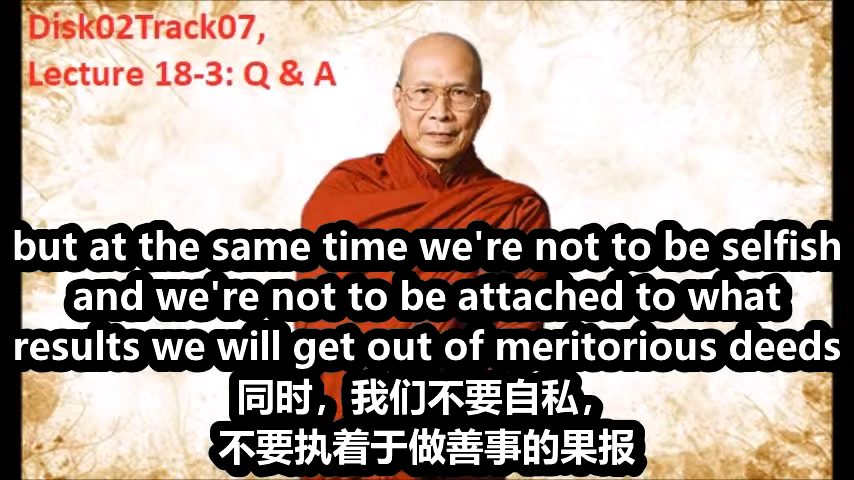 Disk02Track07,
Lecture 18-3: Q & A
but at the same time we're not to be selfish
and we're not to be attached to what
results we will get out of meritorious deeds
同时，我们不要自私，
不要执着于做善事的果报